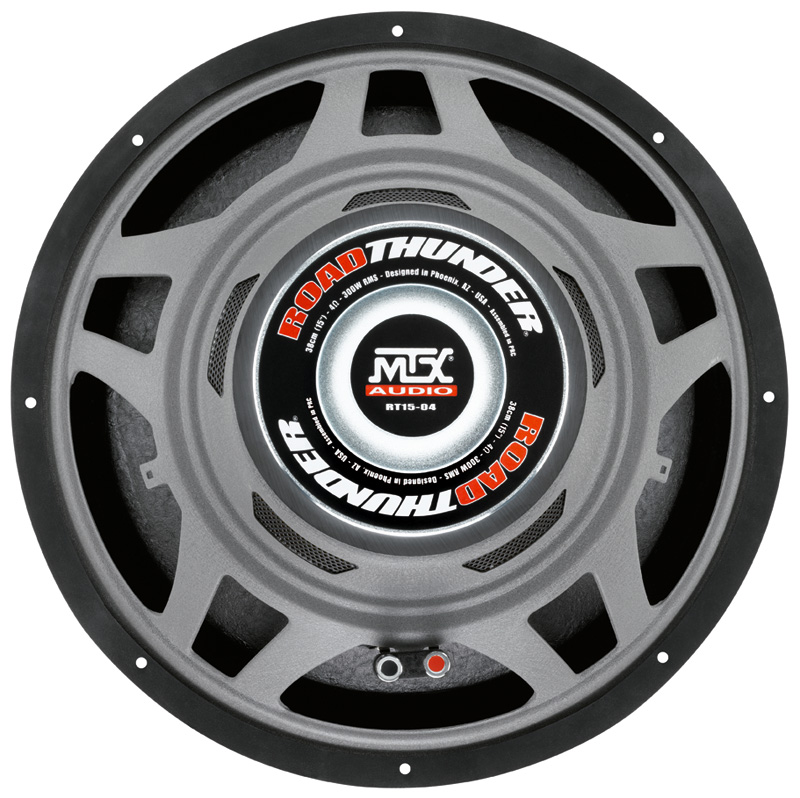 ROADTHUNDER®
38cm (15") - 4Ω - 300W RMS - Designed in Phoenix, AZ - USA - Assembled in PRC
MTX®
AUDIO
RT15-04
ROADTHUNDER®
38cm (15") - 4Ω - 300W RMS - Designed in Phoenix, AZ - USA - Assembled in PRC